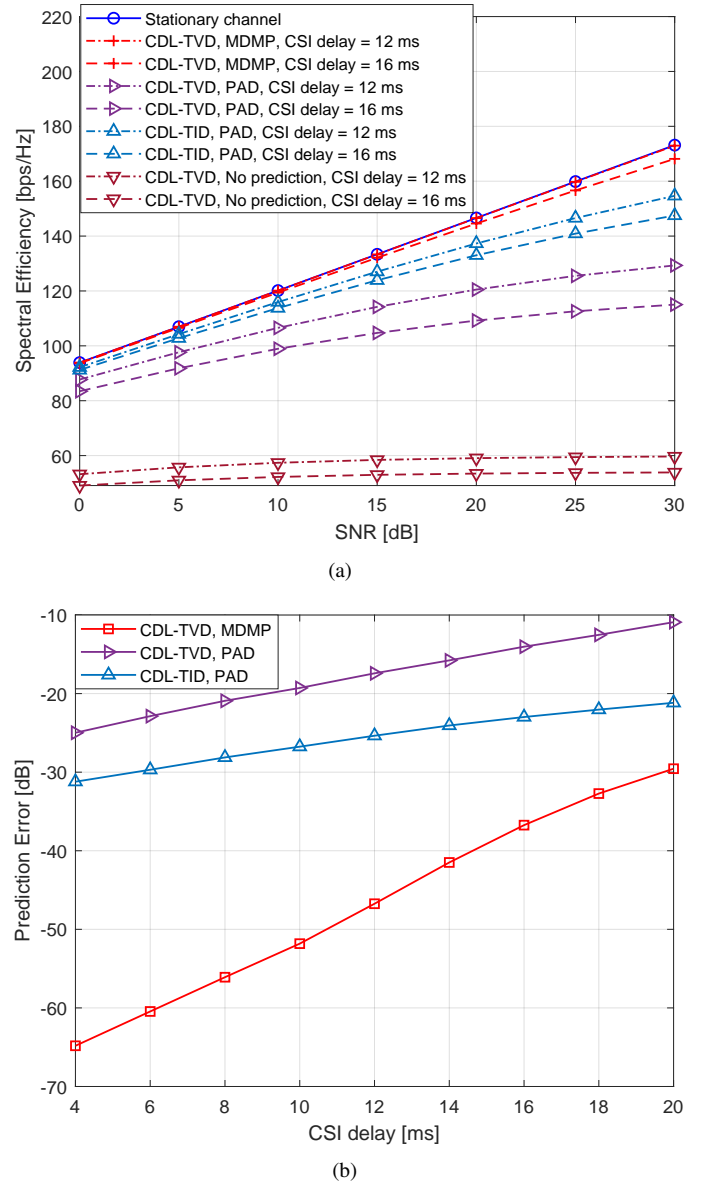 220
200
180
160
140
120
100
80
60
Spectral Efficiency [bps/Hz]
Stationary channel
CDL-TVD, MDMP, CSI delay = 12 ms
CDL-TVD, MDMP, CSI delay = 16 ms
CDL-TVD, PAD, CSI delay = 12 ms
CDL-TVD, PAD, CSI delay = 16 ms
CDL-TID, PAD, CSI delay = 12 ms
CDL-TID, PAD, CSI delay = 16 ms
CDL-TVD, No prediction, CSI delay = 12 ms
CDL-TVD, No prediction, CSI delay = 16 ms
0 5 10 15 20 25 30
SNR [dB]
(a)
-10
-20
-30
-40
-50
-60
-70
Prediction Error [dB]
CDL-TVD, MDMP
CDL-TVD, PAD
CDL-TID, PAD
4 6 8 10 12 14 16 18 20
CSI delay [ms]
(b)